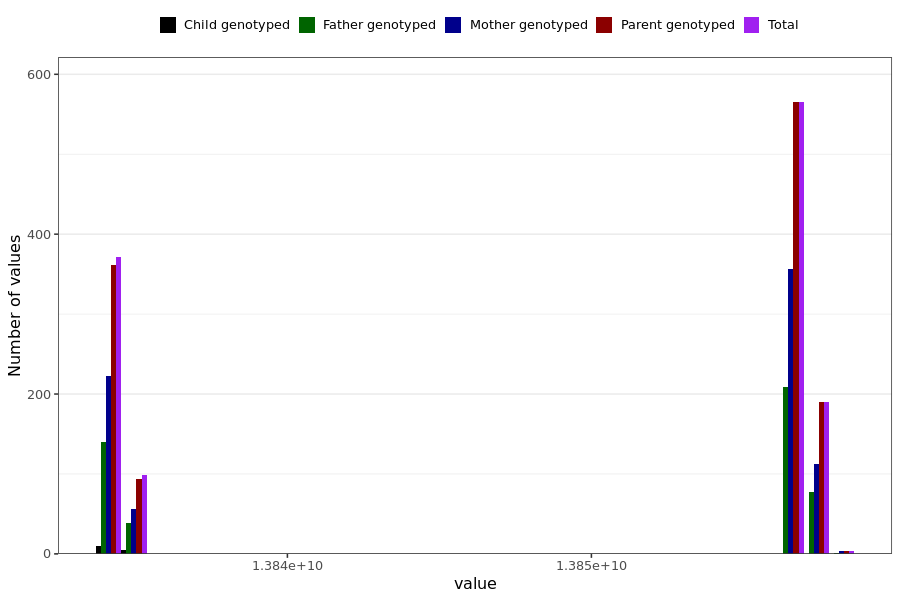 Child genotyped Father genotyped Mother genotyped Parent genotyped Total
600
400
200
0
Number of values
1.384e+10 1.385e+10
value